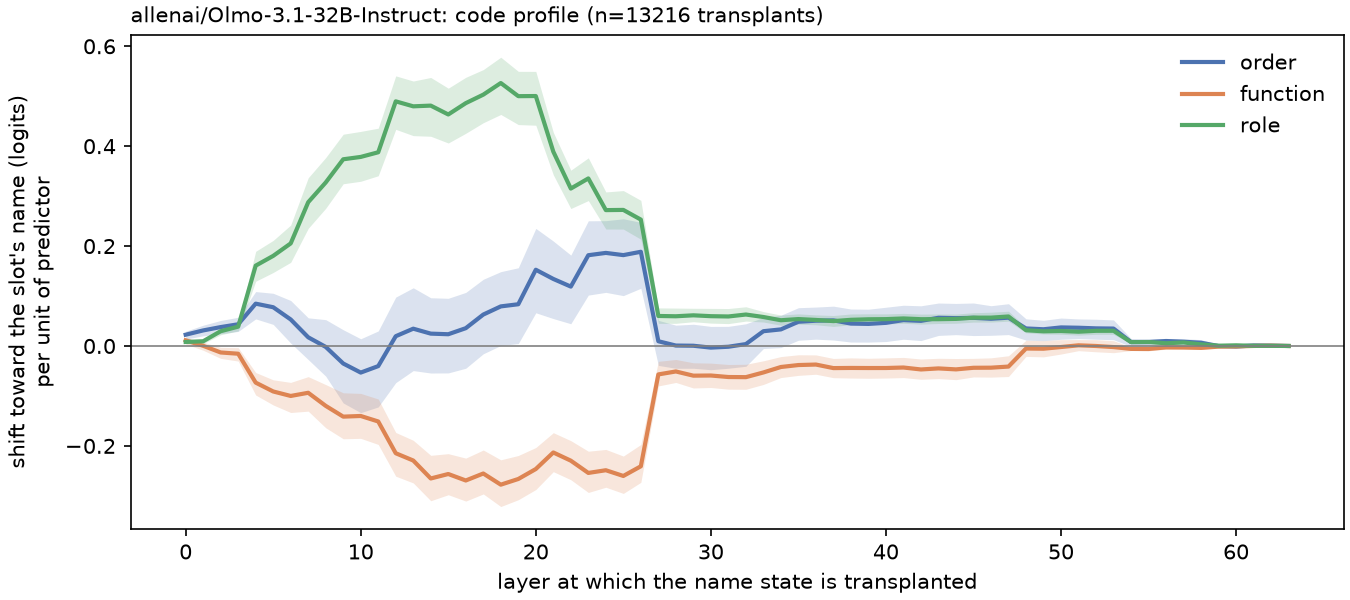 allenai/Olmo-3.1-32B-Instruct: code profile (n=13216 transplants)
shift toward the slot's name (logits)
per unit of predictor
0.6
0.4
0.2
0.0
−0.2
order
function
role
0
10
20
30
40
50
60
layer at which the name state is transplanted